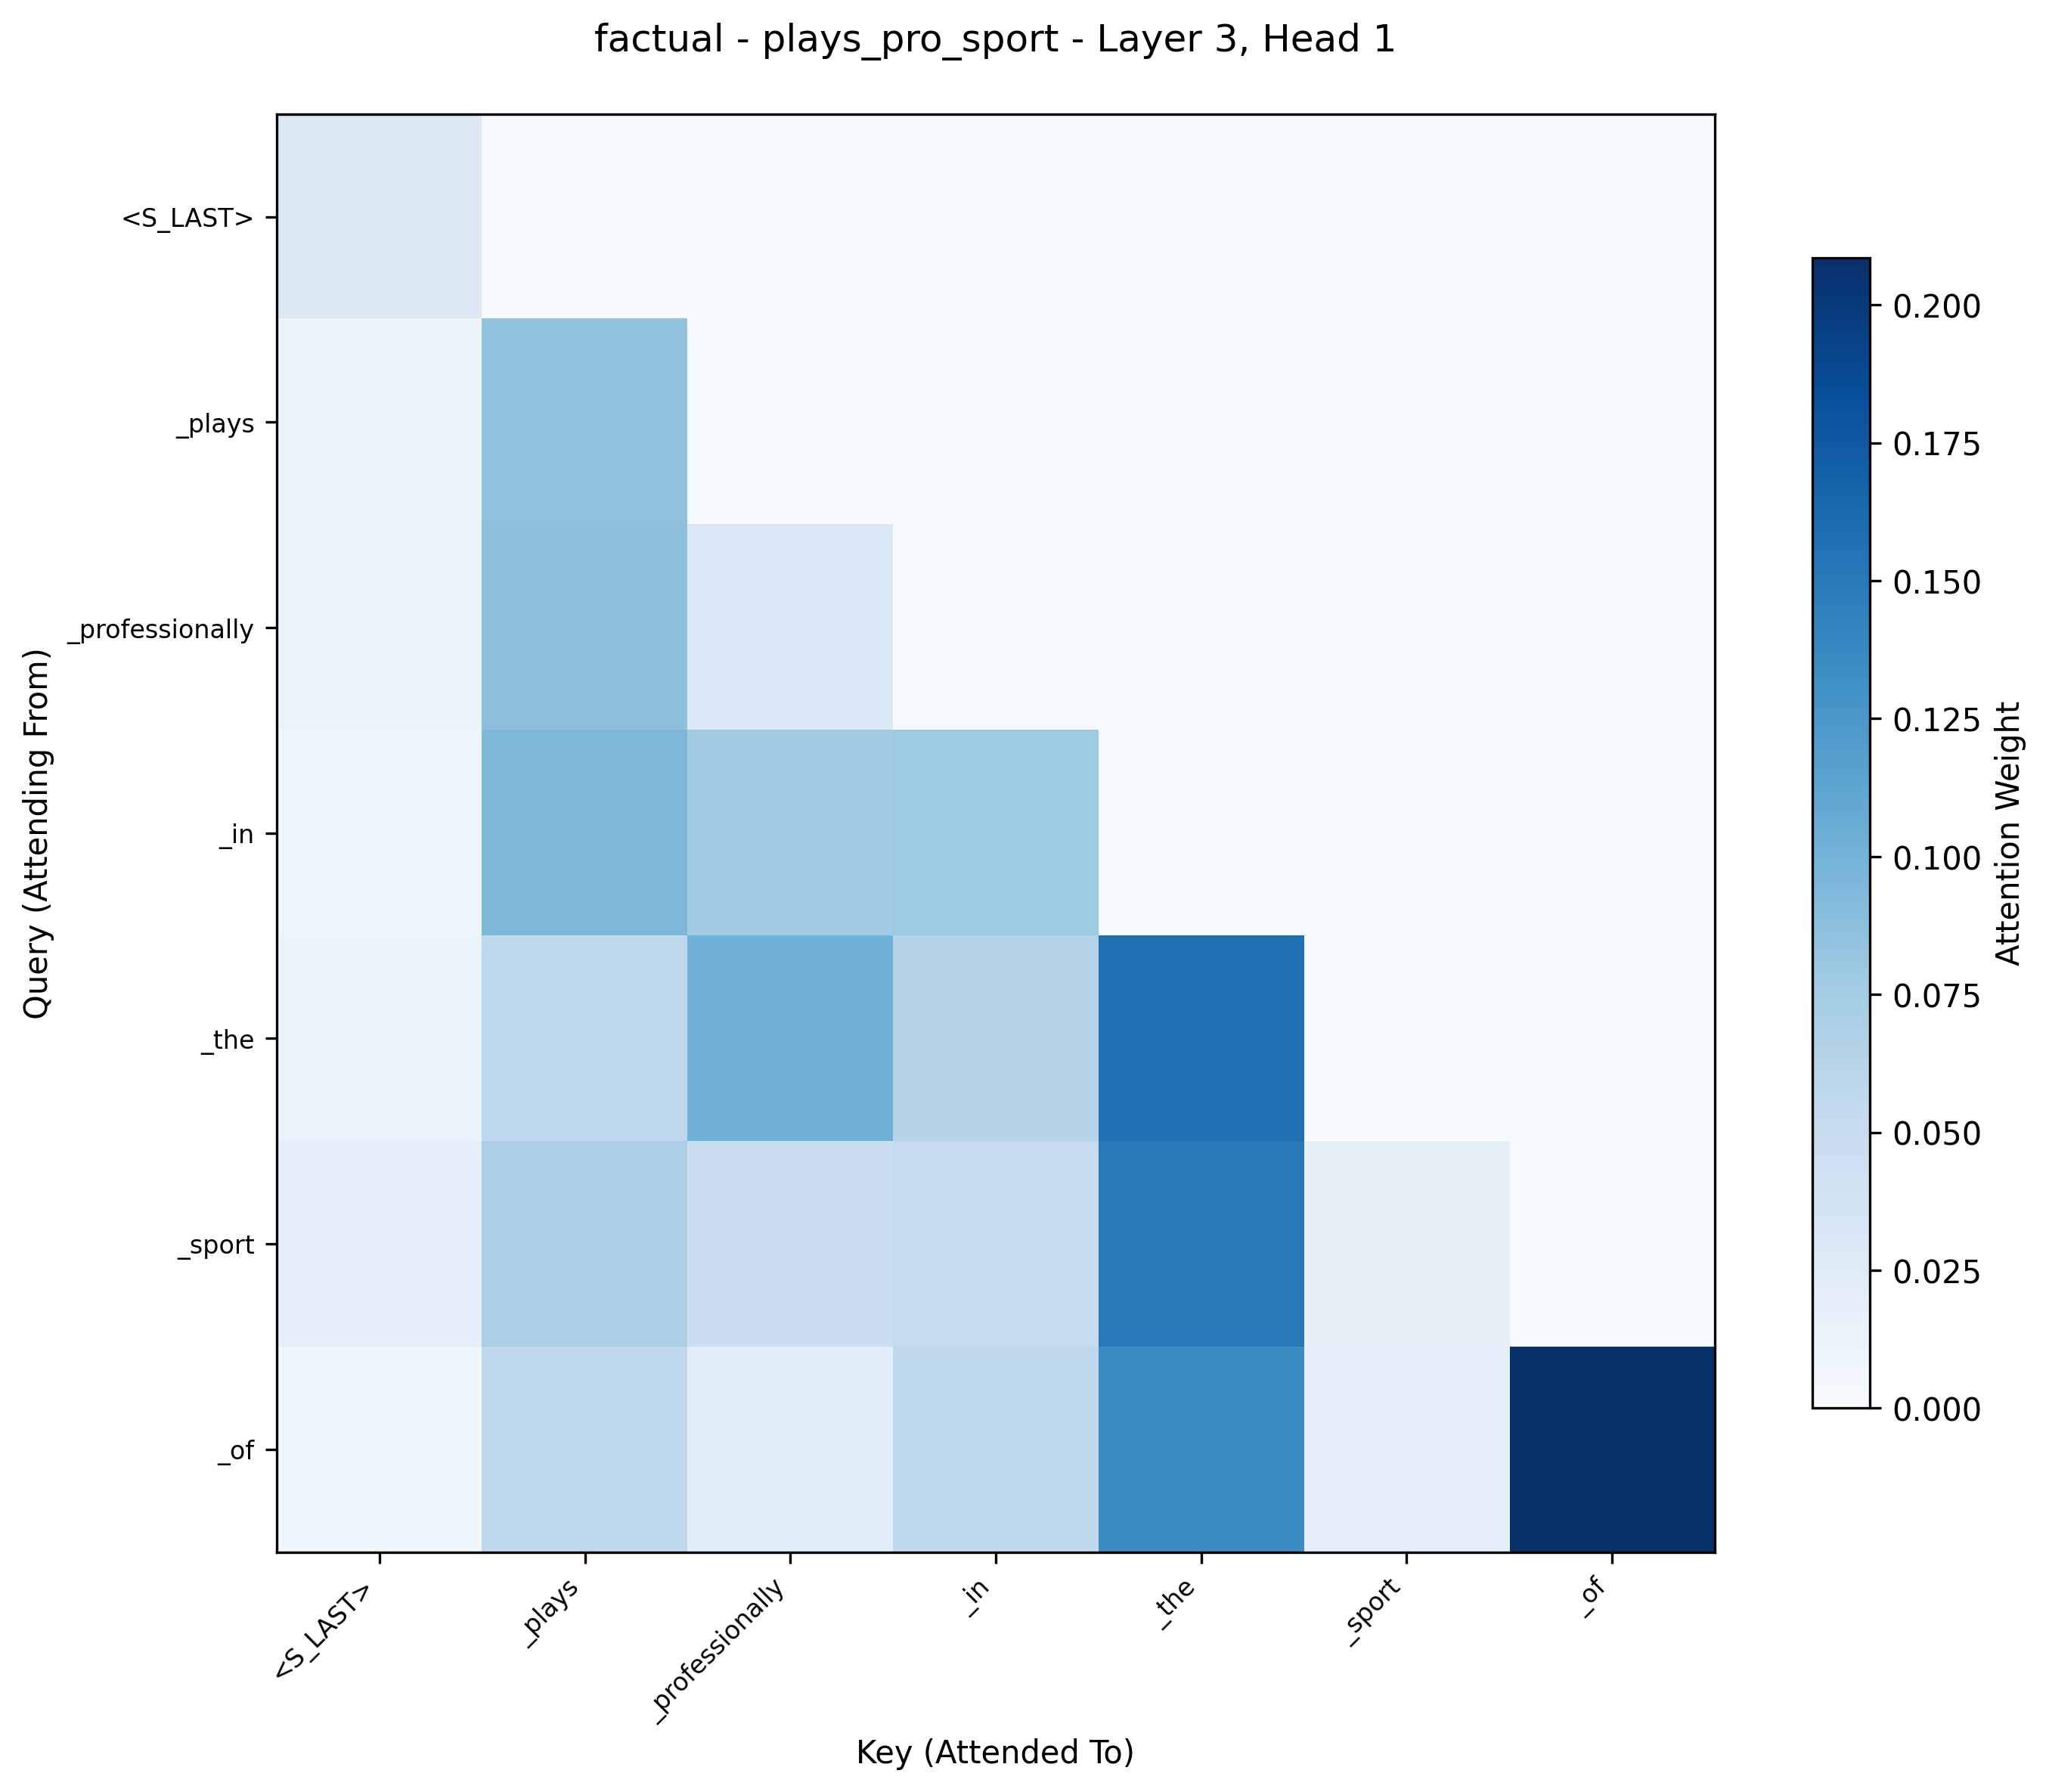 factual - plays_pro_sport - Layer 3, Head 1
Query (Attending From)
<S_LAST>
_plays
_professionally
_in
_the
_sport
_of
<S_LAST>
_plays
_professionally
_in
_the
_sport
_of
Key (Attended To)
0.200
0.175
0.150
0.125
0.100
0.075
0.050
0.025
0.000
Attention Weight